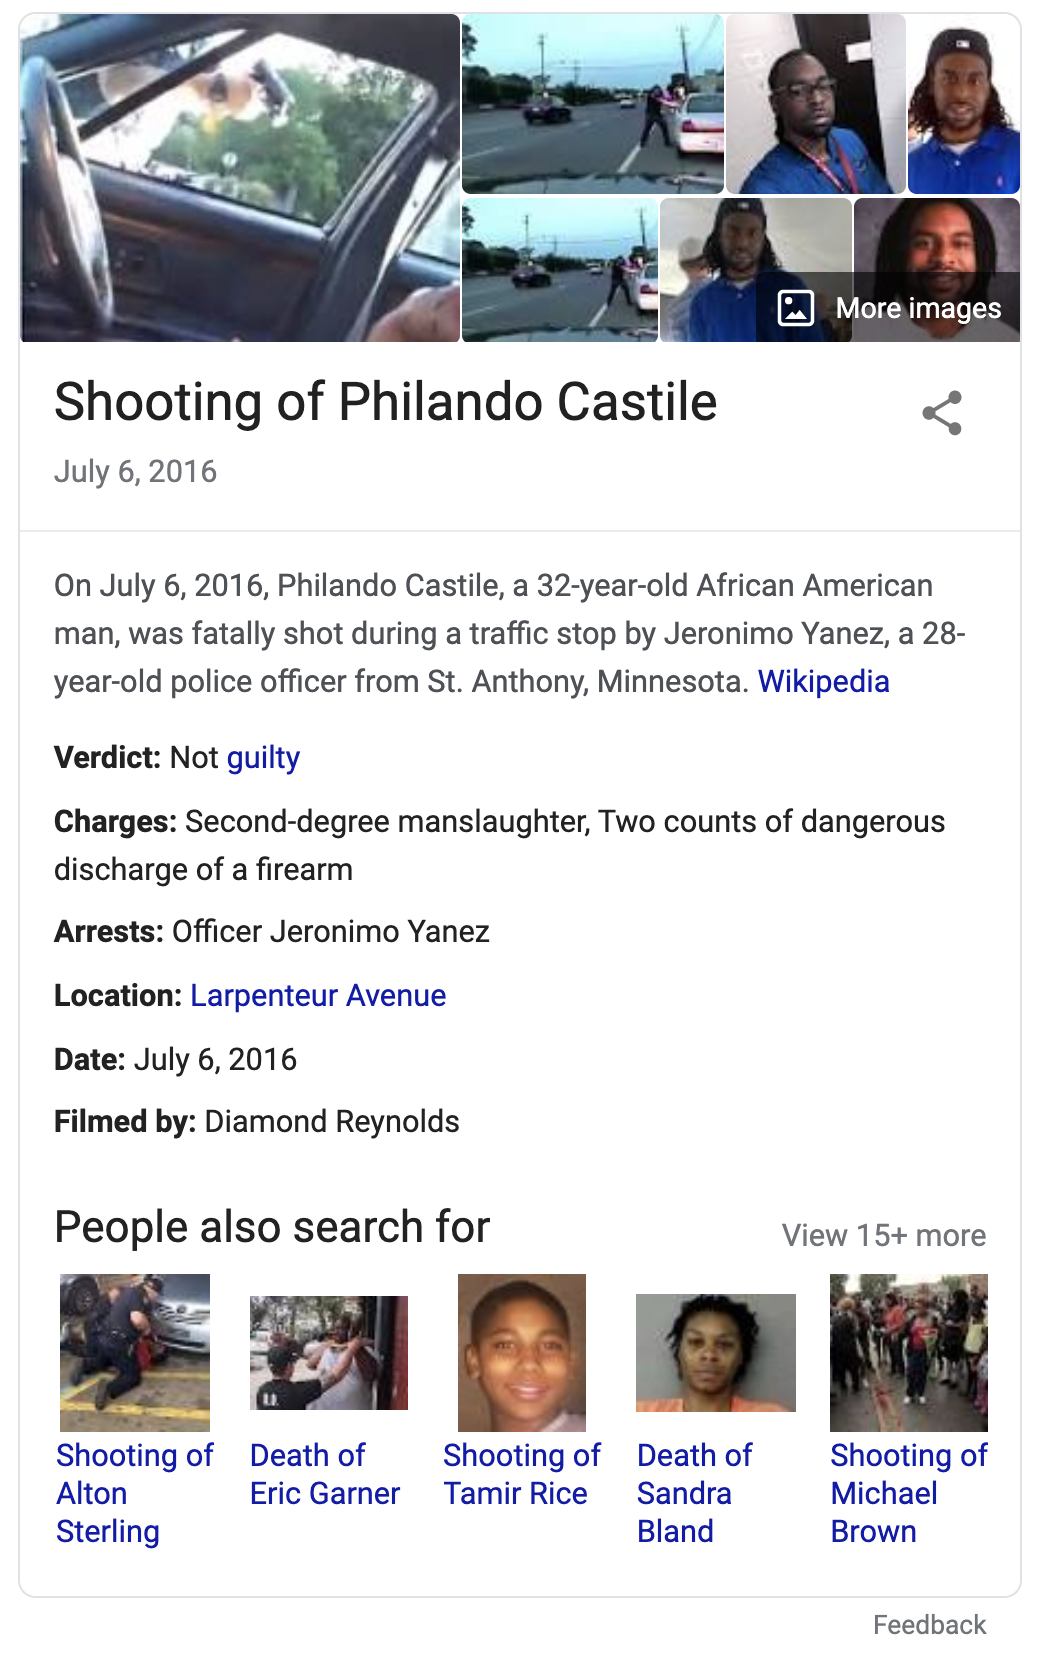 More images
Shooting of Philando Castile
July 6, 2016
On July 6, 2016, Philando Castile, a 32-year-old African American
man, was fatally shot during a traffic stop by Jeronimo Yanez, a 28-
year-old police officer from St. Anthony, Minnesota. Wikipedia
Verdict: Not guilty
Charges: Second-degree manslaughter, Two counts of dangerous
discharge of a firearm
Arrests: Officer Jeronimo Yanez
Location: Larpenteur Avenue
Date: July 6, 2016
Filmed by: Diamond Reynolds
People also search for
View 15+ more
Shooting of
Alton
Sterling
Death of
Eric Garner
Shooting of
Tamir Rice
Death of
Sandra
Bland
Shooting of
Michael
Brown
Feedback